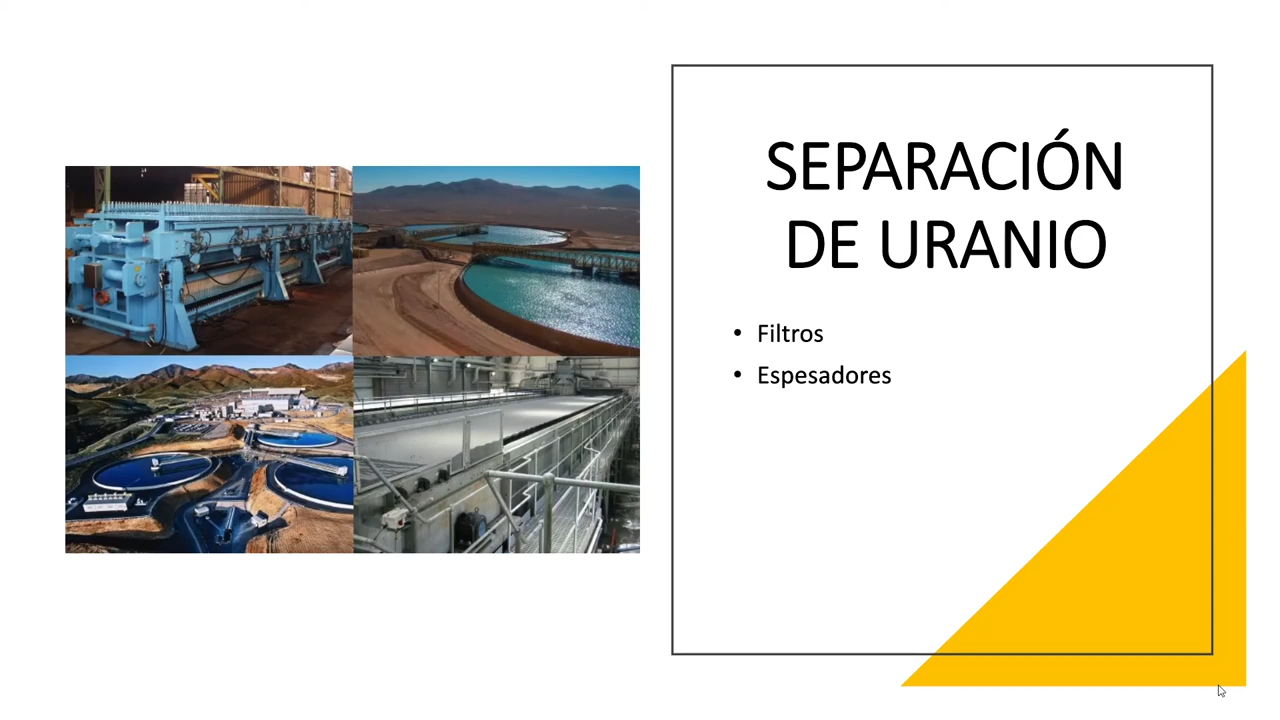 SEPARACIÓN
DE URANIO
• Filtros
• Espesadores